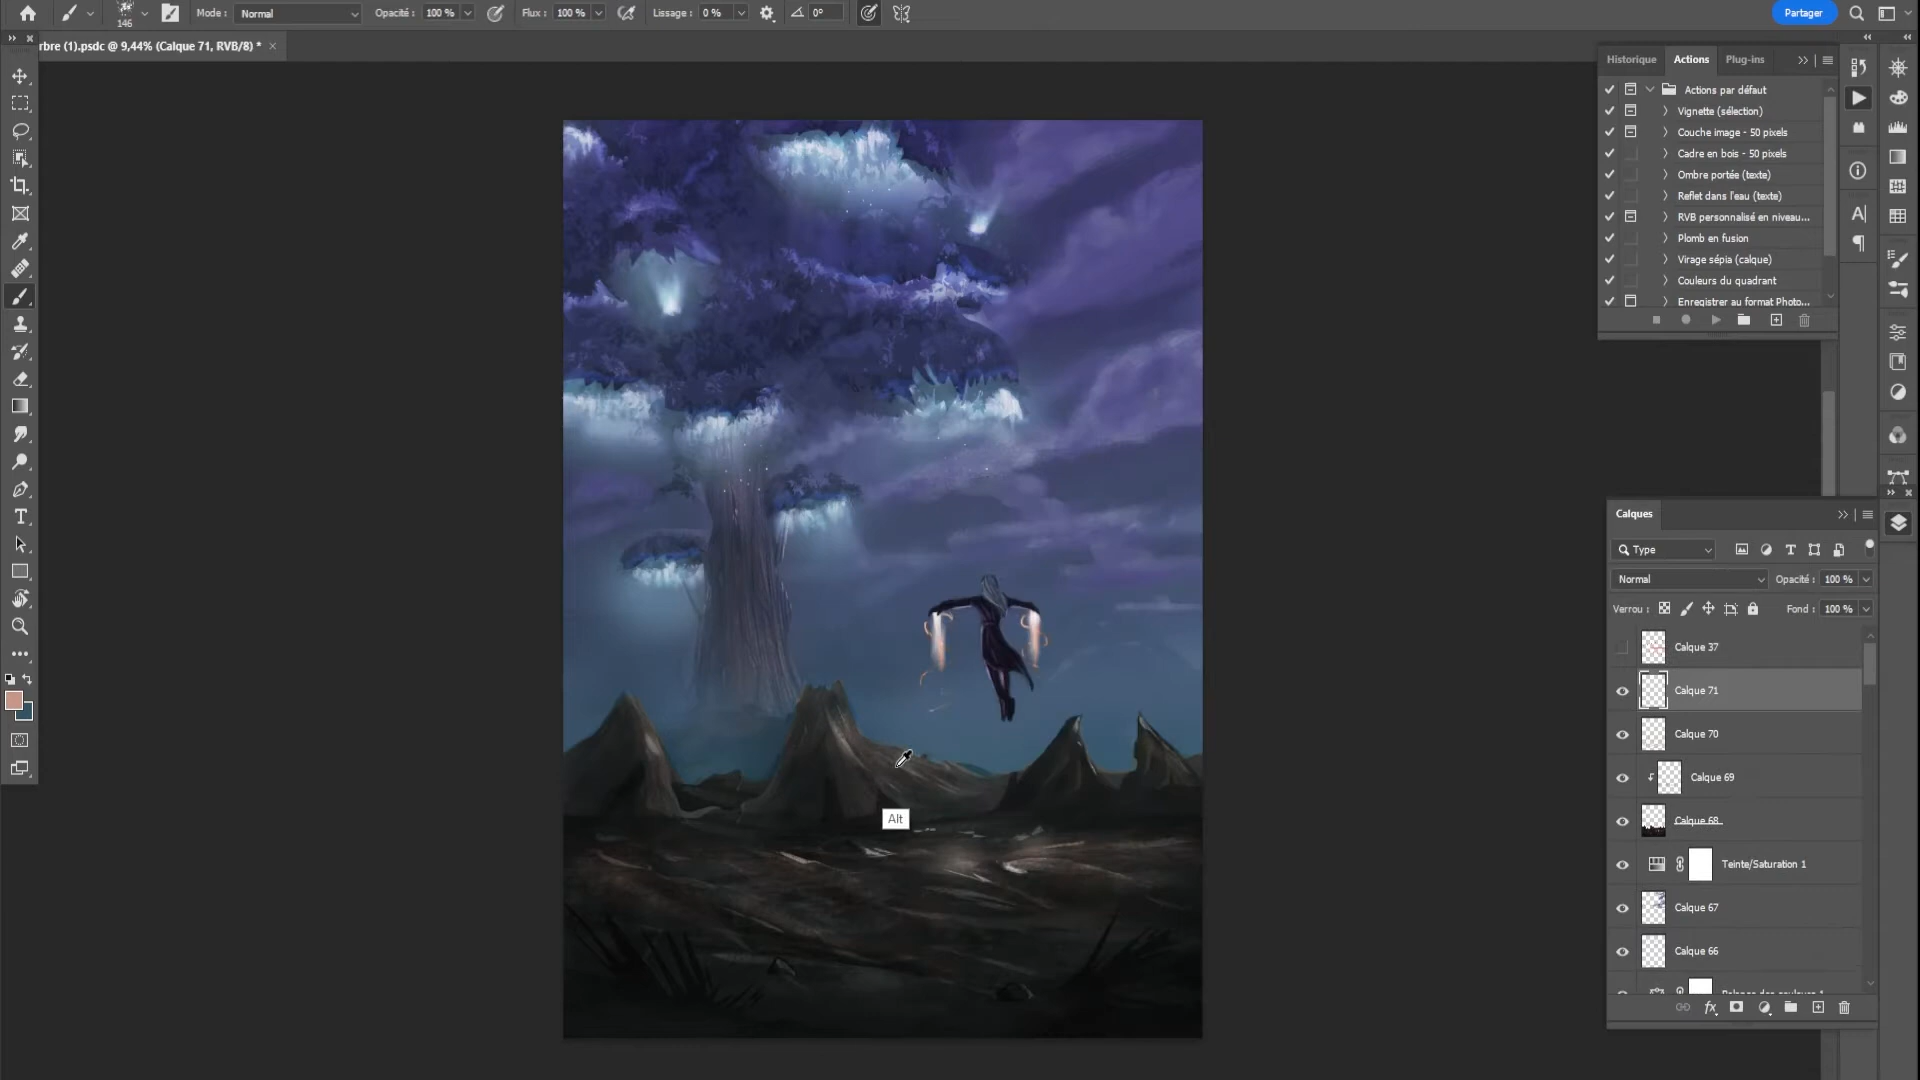 146
Mode : Normal
Opacité : 100 %
Flux : 100 %
Lissage : 0 %
0°
Partager
rbre (1).psdc @ 9,44% (Calque 71, RVB/8) *
Historique Actions Plug-ins
Actions par défaut
Vignette (sélection)
Couche image - 50 pixels
Cadre en bois - 50 pixels
Ombre portée (texte)
Reflet dans l'eau (texte)
RVB personnalisé en niveau...
Plomb en fusion
Virage sépia (calque)
Couleurs du quadrant
Enregistrer au format Photo...
Alt
Calques
Type
Normal Opacité : 100 %
Verrou : Fond : 100 %
Calque 37
Calque 71
Calque 70
Calque 69
Calque 68
Teinte/Saturation 1
Calque 67
Calque 66
Balance des couleurs 1